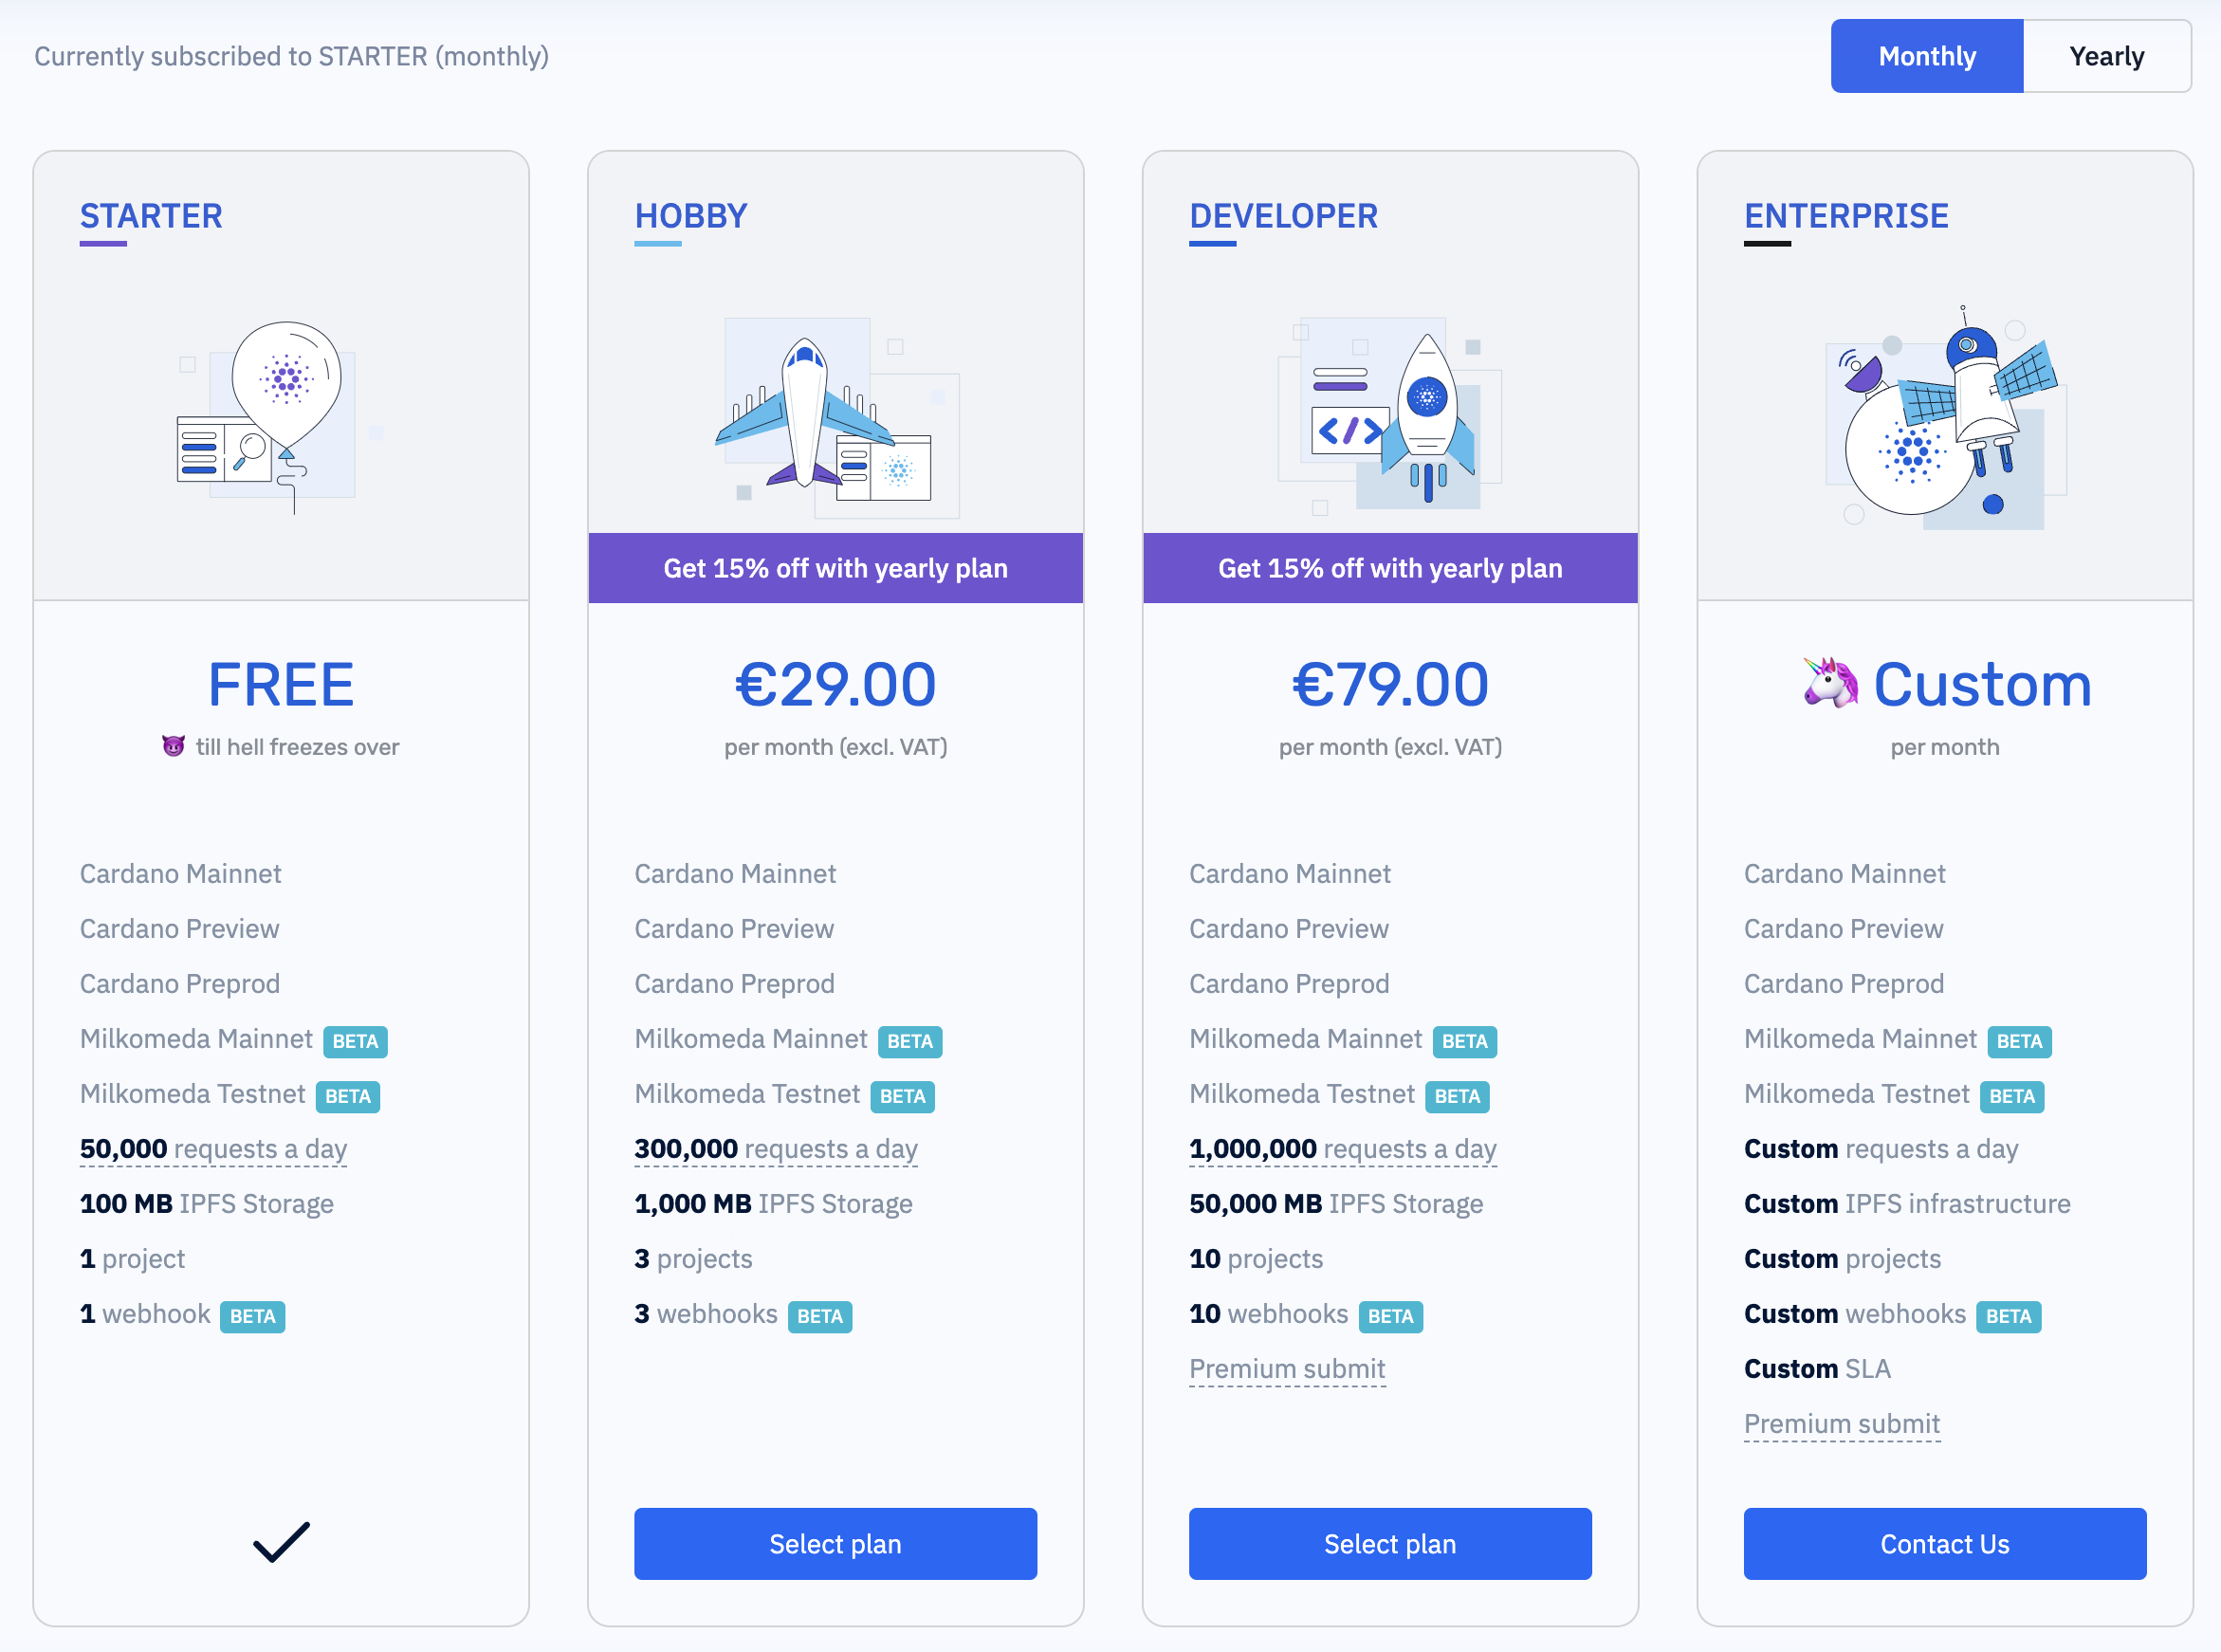 Currently subscribed to STARTER (monthly)
Monthly
Yearly
STARTER
FREE
😈 till hell freezes over
Cardano Mainnet
Cardano Preview
Cardano Preprod
Milkomeda Mainnet BETA
Milkomeda Testnet BETA
50,000 requests a day
100 MB IPFS Storage
1 project
1 webhook BETA
HOBBY
Get 15% off with yearly plan
€29.00
per month (excl. VAT)
Cardano Mainnet
Cardano Preview
Cardano Preprod
Milkomeda Mainnet BETA
Milkomeda Testnet BETA
300,000 requests a day
1,000 MB IPFS Storage
3 projects
3 webhooks BETA
Select plan
DEVELOPER
</>
Get 15% off with yearly plan
€79.00
per month (excl. VAT)
Cardano Mainnet
Cardano Preview
Cardano Preprod
Milkomeda Mainnet BETA
Milkomeda Testnet BETA
1,000,000 requests a day
50,000 MB IPFS Storage
10 projects
10 webhooks BETA
Premium submit
Select plan
ENTERPRISE
🦄 Custom
per month
Cardano Mainnet
Cardano Preview
Cardano Preprod
Milkomeda Mainnet BETA
Milkomeda Testnet BETA
Custom requests a day
Custom IPFS infrastructure
Custom projects
Custom webhooks BETA
Custom SLA
Premium submit
Contact Us